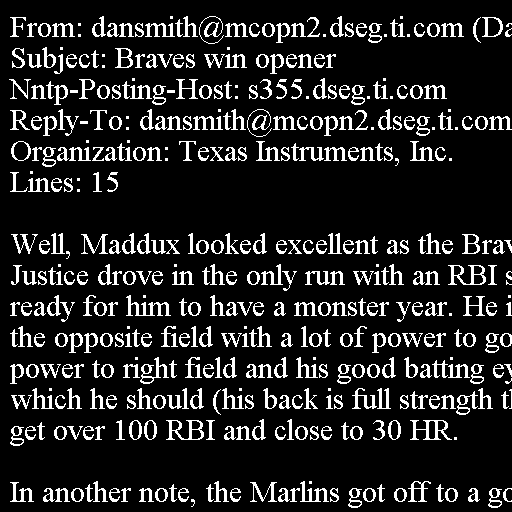 From: dansmith@mcopn2.dseg.ti.com (Da
Subject: Braves win opener
Nntp-Posting-Host: s355.dseg.ti.com
Reply-To: dansmith@mcopn2.dseg.ti.com
Organization: Texas Instruments, Inc.
Lines: 15

Well, Maddux looked excellent as the Brav
Justice drove in the only run with an RBI s
ready for him to have a monster year. He i
the opposite field with a lot of power to go
power to right field and his good batting ey
which he should (his back is full strength th
get over 100 RBI and close to 30 HR.

In another note, the Marlins got off to a go